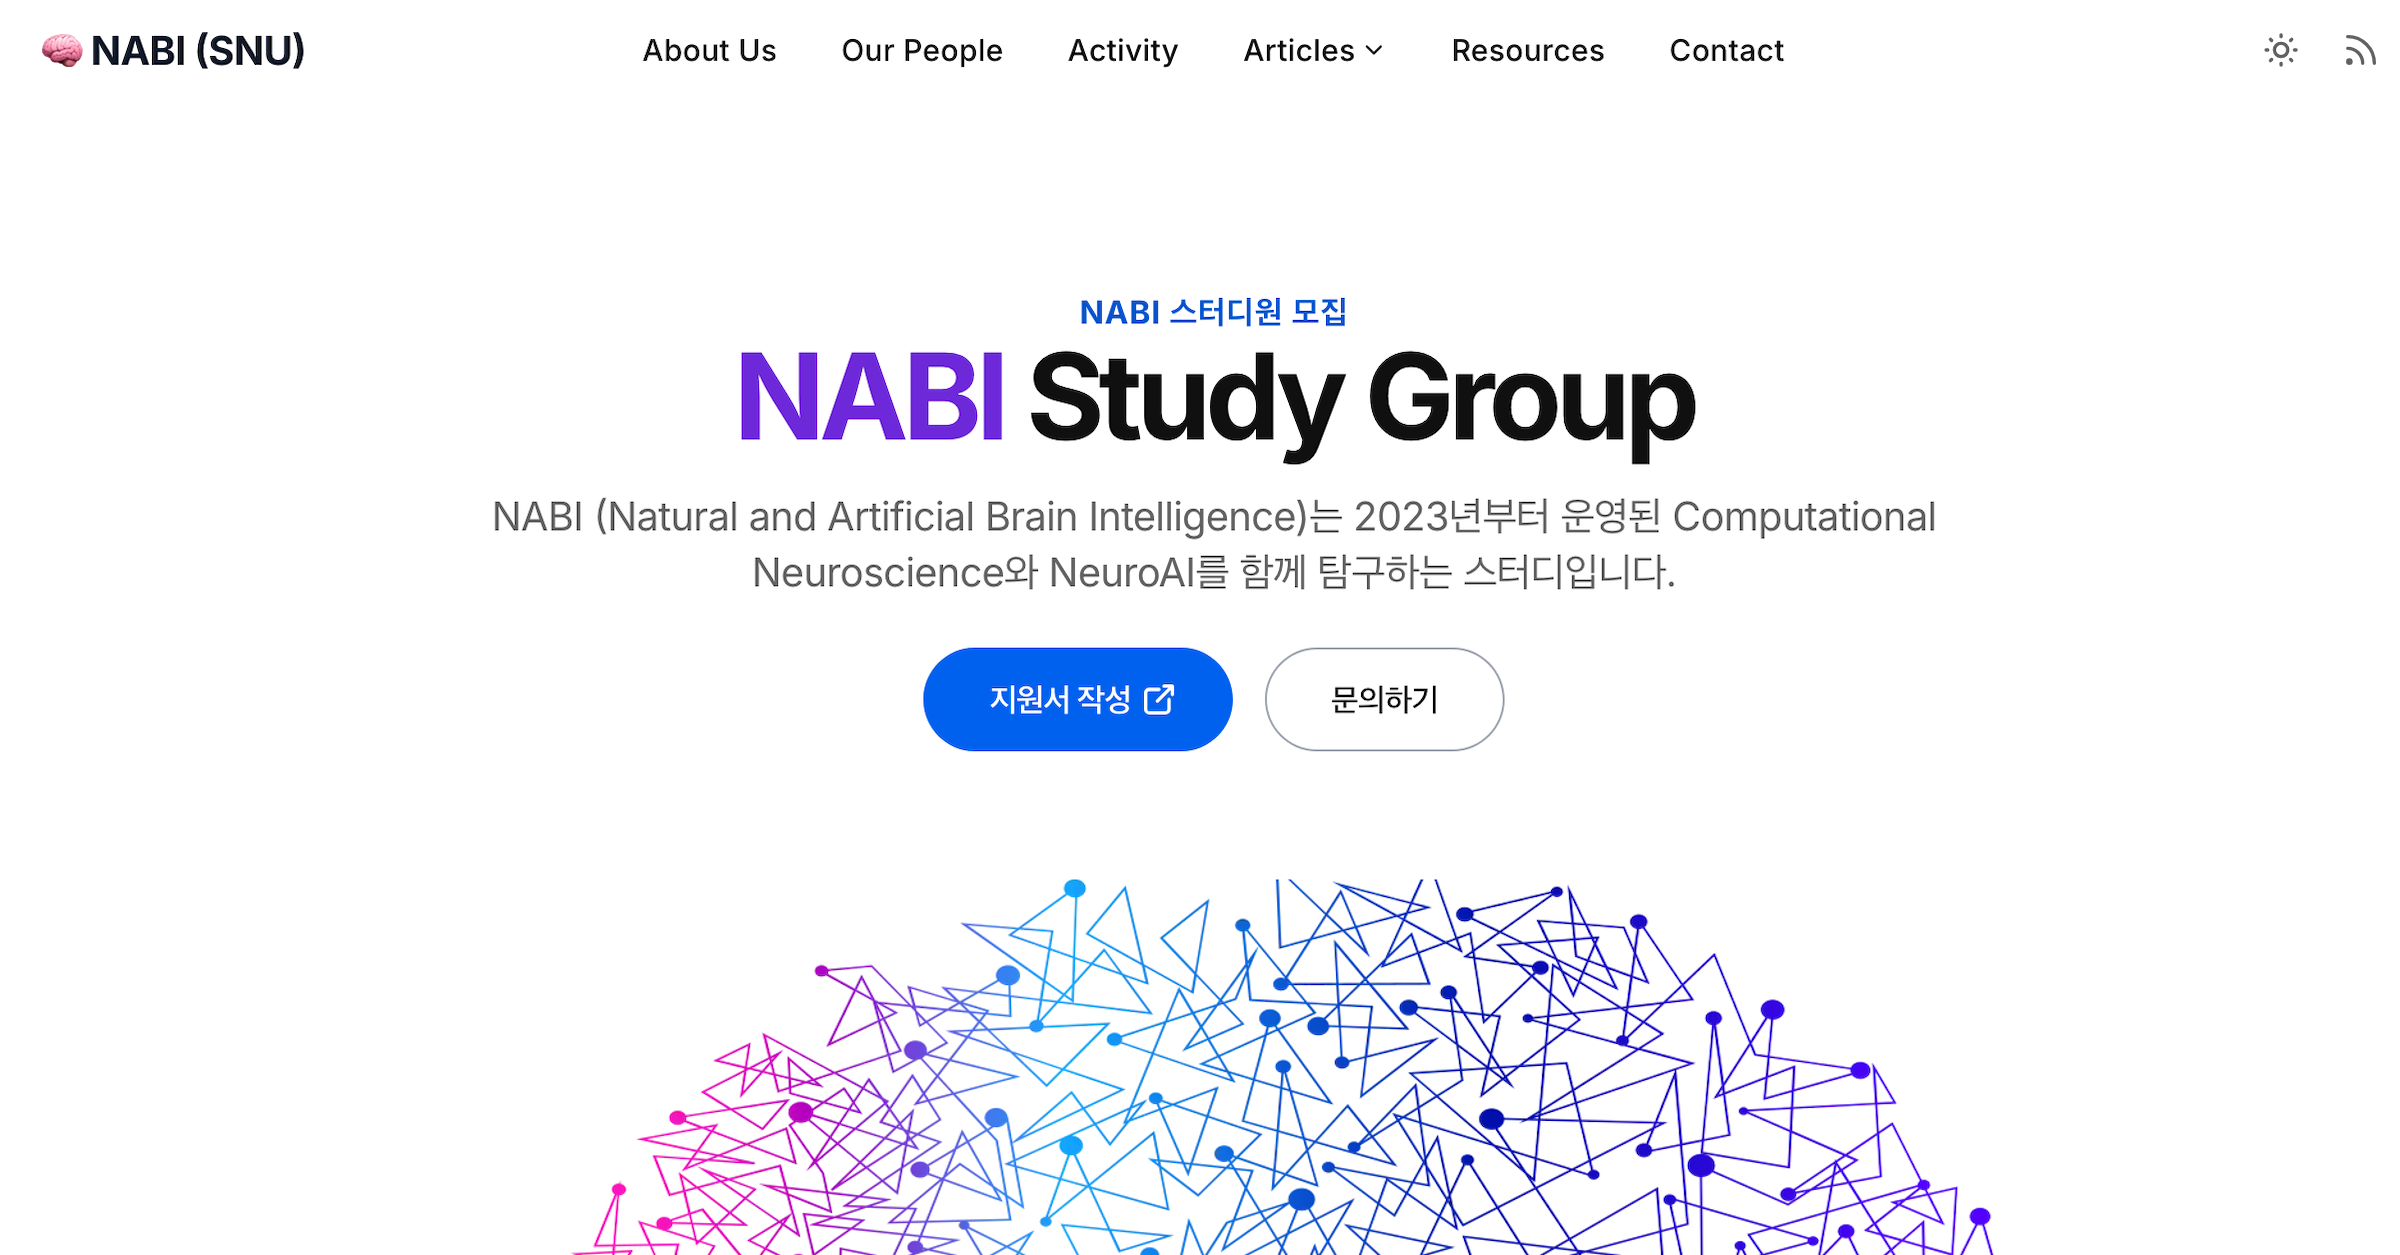 NABI (SNU)
About Us
Our People
Activity
Articles
Resources
Contact
NABI 스터디원 모집
NABI Study Group
NABI (Natural and Artificial Brain Intelligence)는 2023년부터 운영된 Computational
Neuroscience와 NeuroAI를 함께 탐구하는 스터디입니다.
지원서 작성
문의하기